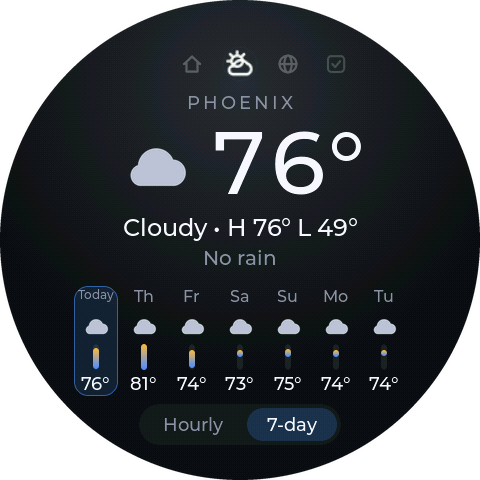 PHOENIX
76°
Cloudy • H 76° L 49°
No rain
Today Th Fr Sa Su Mo Tu
76° 81° 74° 73° 75° 74° 74°
Hourly 7-day